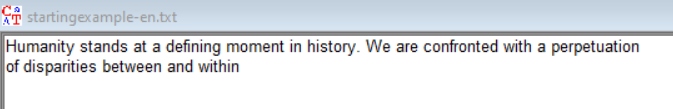 CaAT startingexample-en.txt
Humanity stands at a defining moment in history. We are confronted with a perpetuation
of disparities between and within